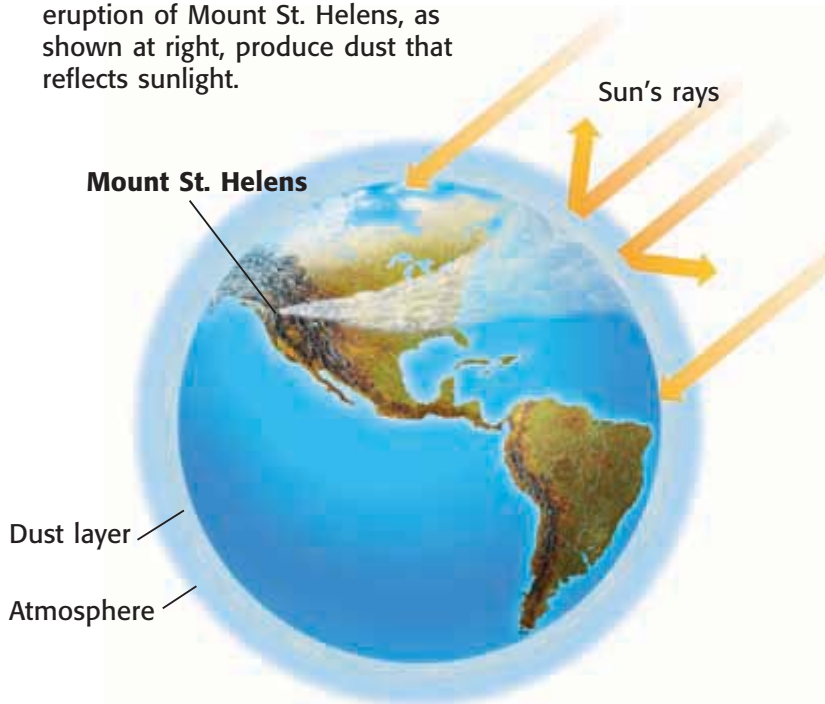 eruption of Mount St. Helens, as
shown at right, produce dust that
reflects sunlight.
Sun's rays
Mount St. Helens
Dust layer
Atmosphere